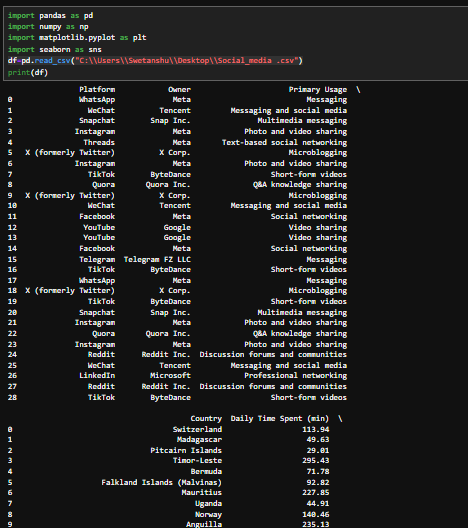 import pandas as pd
import numpy as np
import matplotlib.pyplot as plt
import seaborn as sns
df=pd.read_csv("C:\\Users\\Swetanshu\\Desktop\\Social_media .csv")
print(df)
Platform Owner Primary Usage \
0 WhatsApp Meta Messaging
1 WeChat Tencent Messaging and social media
2 Snapchat Snap Inc. Multimedia messaging
3 Instagram Meta Photo and video sharing
4 Threads Meta Text-based social networking
5 X (formerly Twitter) X Corp. Microblogging
6 Instagram Meta Photo and video sharing
7 TikTok ByteDance Short-form videos
8 Quora Quora Inc. Q&A knowledge sharing
9 X (formerly Twitter) X Corp. Microblogging
10 WeChat Tencent Messaging and social media
11 Facebook Meta Social networking
12 YouTube Google Video sharing
13 YouTube Google Video sharing
14 Facebook Meta Social networking
15 Telegram Telegram FZ LLC Messaging
16 TikTok ByteDance Short-form videos
17 WhatsApp Meta Messaging
18 X (formerly Twitter) X Corp. Microblogging
19 TikTok ByteDance Short-form videos
20 Snapchat Snap Inc. Multimedia messaging
21 Instagram Meta Photo and video sharing
22 Quora Quora Inc. Q&A knowledge sharing
23 Instagram Meta Photo and video sharing
24 Reddit Reddit Inc. Discussion forums and communities
25 WeChat Tencent Messaging and social media
26 LinkedIn Microsoft Professional networking
27 Reddit Reddit Inc. Discussion forums and communities
28 TikTok ByteDance Short-form videos
Country Daily Time Spent (min) \
0 Switzerland 113.94
1 Madagascar 49.63
2 Pitcairn Islands 29.01
3 Timor-Leste 295.43
4 Bermuda 71.78
5 Falkland Islands (Malvinas) 92.82
6 Mauritius 227.85
7 Uganda 44.91
8 Norway 140.46
9 Anguilla 235.13